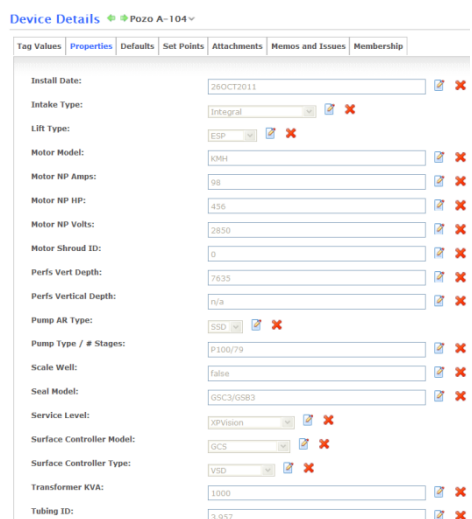 Device Details Pozo A-104
Tag Values Properties Defaults Set Points Attachments Memos and Issues Membership
Install Date: 26OCT2011
Intake Type: Integral
Lift Type: ESP
Motor Model: KMH
Motor NP Amps: 98
Motor NP HP: 456
Motor NP Volts: 2850
Motor Shroud ID: 0
Perfs Vert Depth: 7635
Perfs Vertical Depth: n/a
Pump AR Type: SSD
Pump Type / # Stages: P100/79
Scale Well: false
Seal Model: GSC3/GSB3
Service Level: XPVision
Surface Controller Model: GCS
Surface Controller Type: VSD
Transformer KVA: 1000
Tubing ID: 3.957